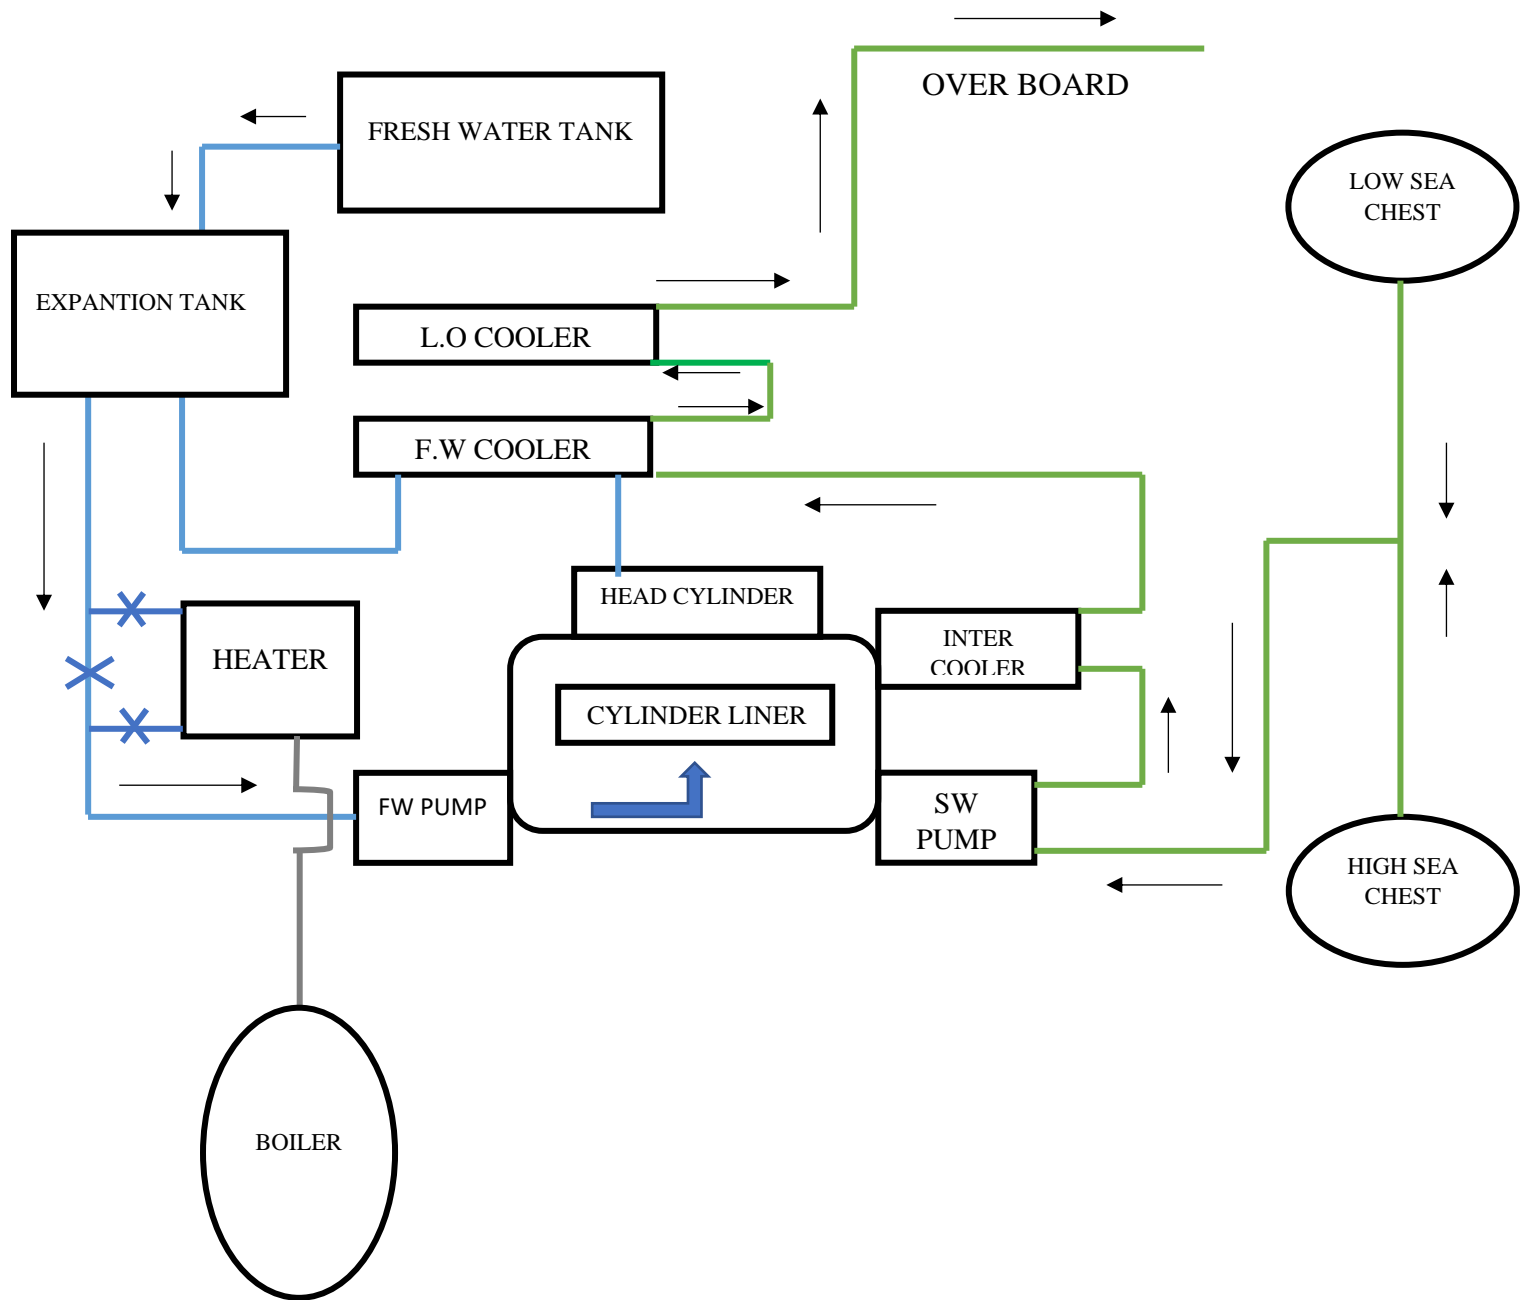 OVER BOARD
FRESH WATER TANK
LOW SEA
CHEST
EXPANTION TANK
L.O COOLER
F.W COOLER
HEAD CYLINDER
INTER
COOLER
HEATER
CYLINDER LINER
FW PUMP
SW
PUMP
HIGH SEA
CHEST
BOILER